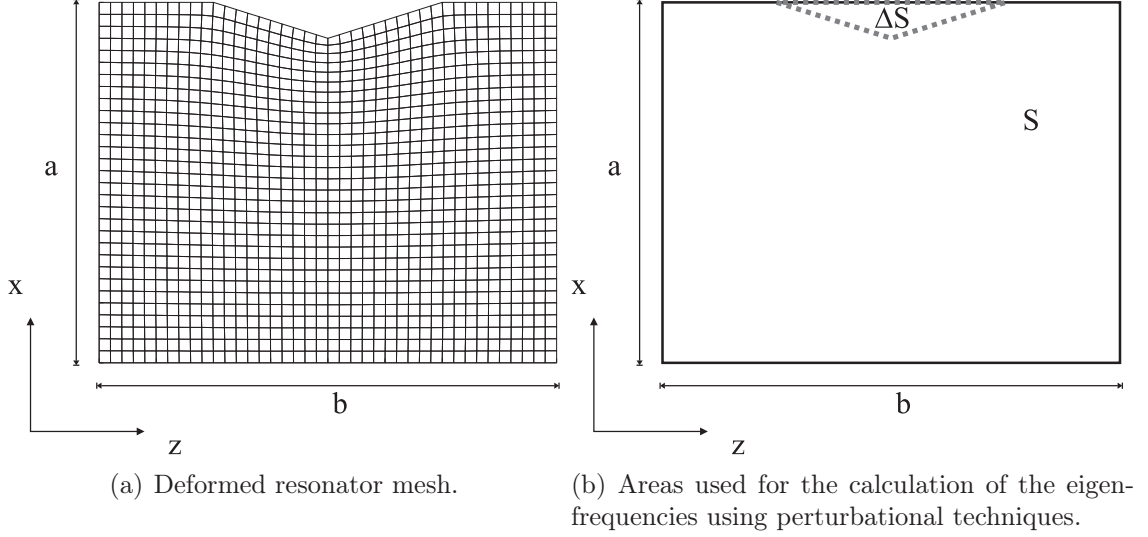 a
x
b
z
(a) Deformed resonator mesh.
ΔS
S
a
x
b
z
(b) Areas used for the calculation of the eigen-
frequencies using perturbational techniques.